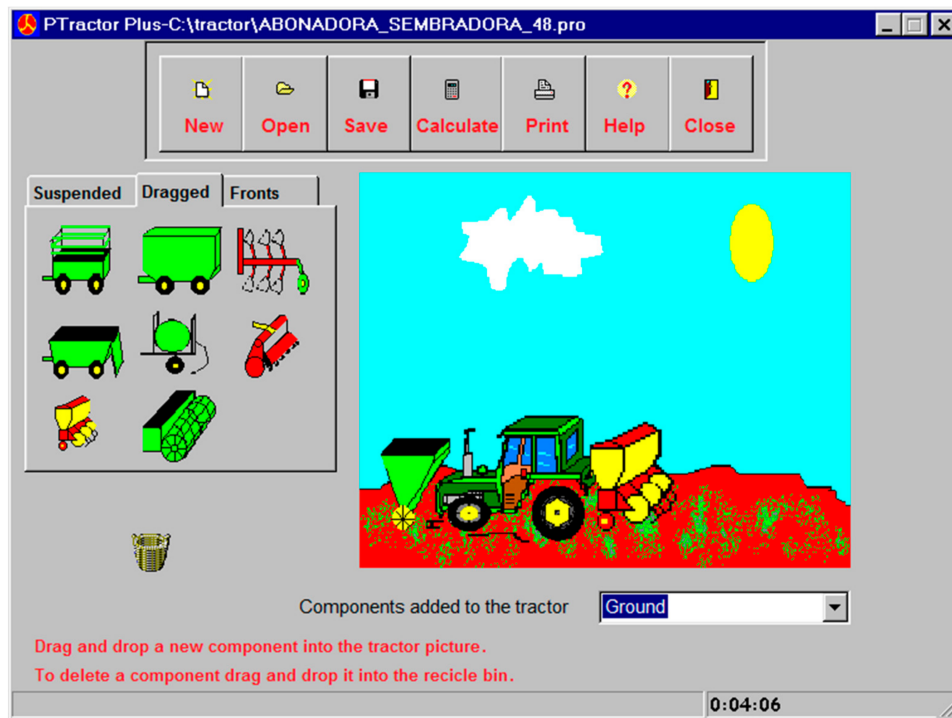 PTractor Plus-C:\tractor\ABONADORA_SEMBRADORA_48.pro
New Open Save Calculate Print Help Close
Suspended Dragged Fronts
Components added to the tractor Ground
Drag and drop a new component into the tractor picture.
To delete a component drag and drop it into the recicle bin.
0:04:06